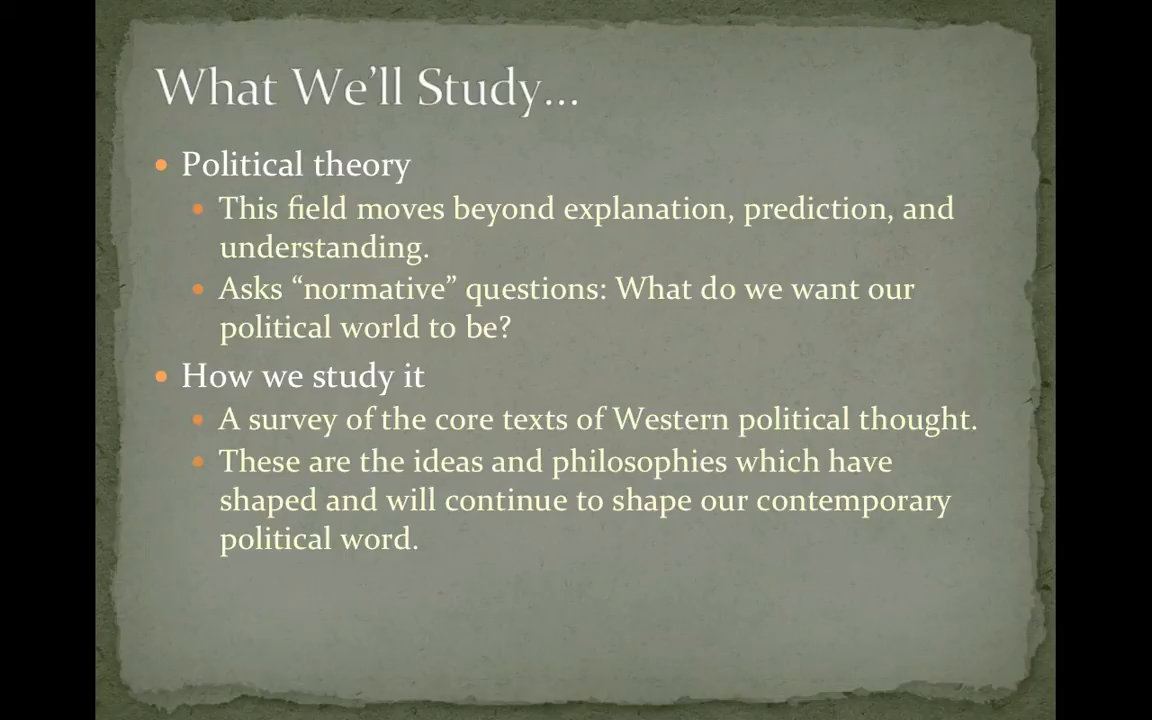 What We’ll Study…
• Political theory
• This field moves beyond explanation, prediction, and
understanding.
• Asks “normative” questions: What do we want our
political world to be?
• How we study it
• A survey of the core texts of Western political thought.
• These are the ideas and philosophies which have
shaped and will continue to shape our contemporary
political word.